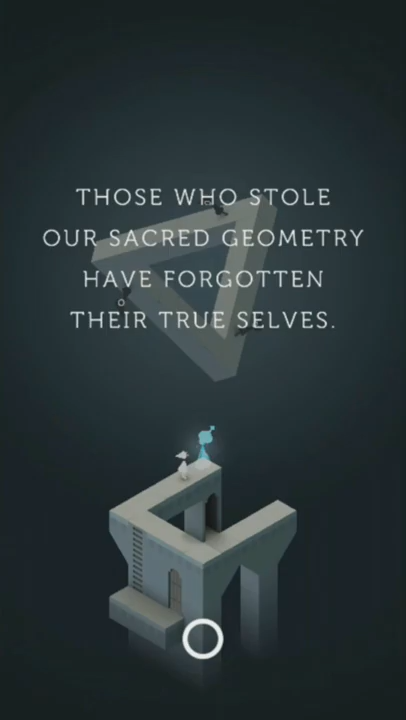 THOSE WHO STOLE
OUR SACRED GEOMETRY
HAVE FORGOTTEN
THEIR TRUE SELVES.